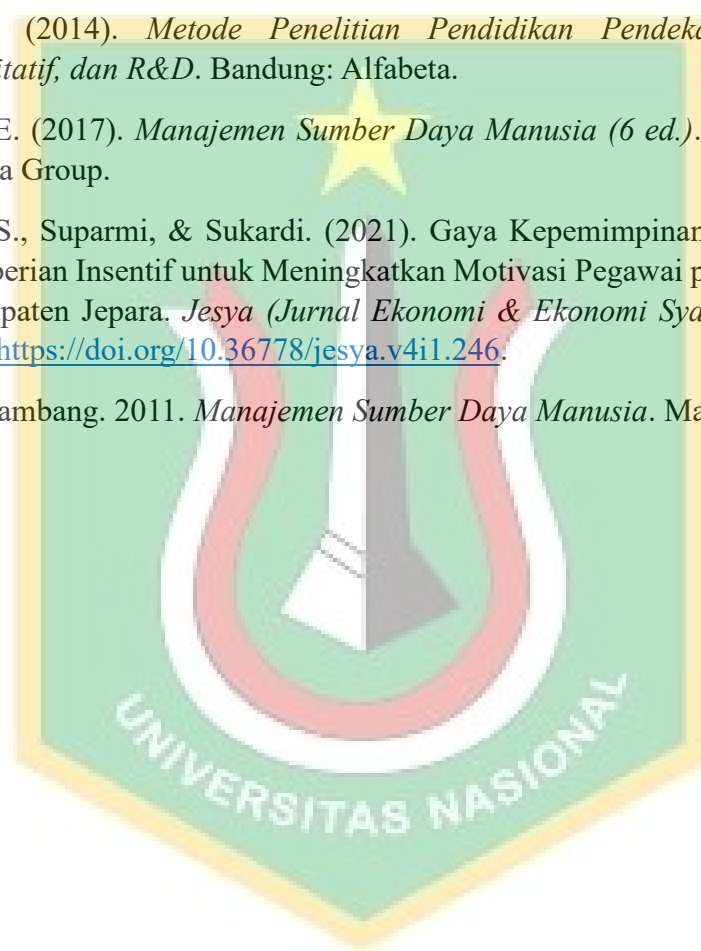 (2014). Metode Penelitian Pendidikan Pendeka
itatif, dan R&D. Bandung: Alfabeta.
E. (2017). Manajemen Sumber Daya Manusia (6 ed.).
a Group.
S., Suparmi, & Sukardi. (2021). Gaya Kepemimpinan
berian Insentif untuk Meningkatkan Motivasi Pegawai p
ipaten Jepara. Jesya (Jurnal Ekonomi & Ekonomi Sya
https://doi.org/10.36778/jesya.v4i1.246.
ambang. 2011. Manajemen Sumber Daya Manusia. Ma
UNIVERSITAS NASIONAL